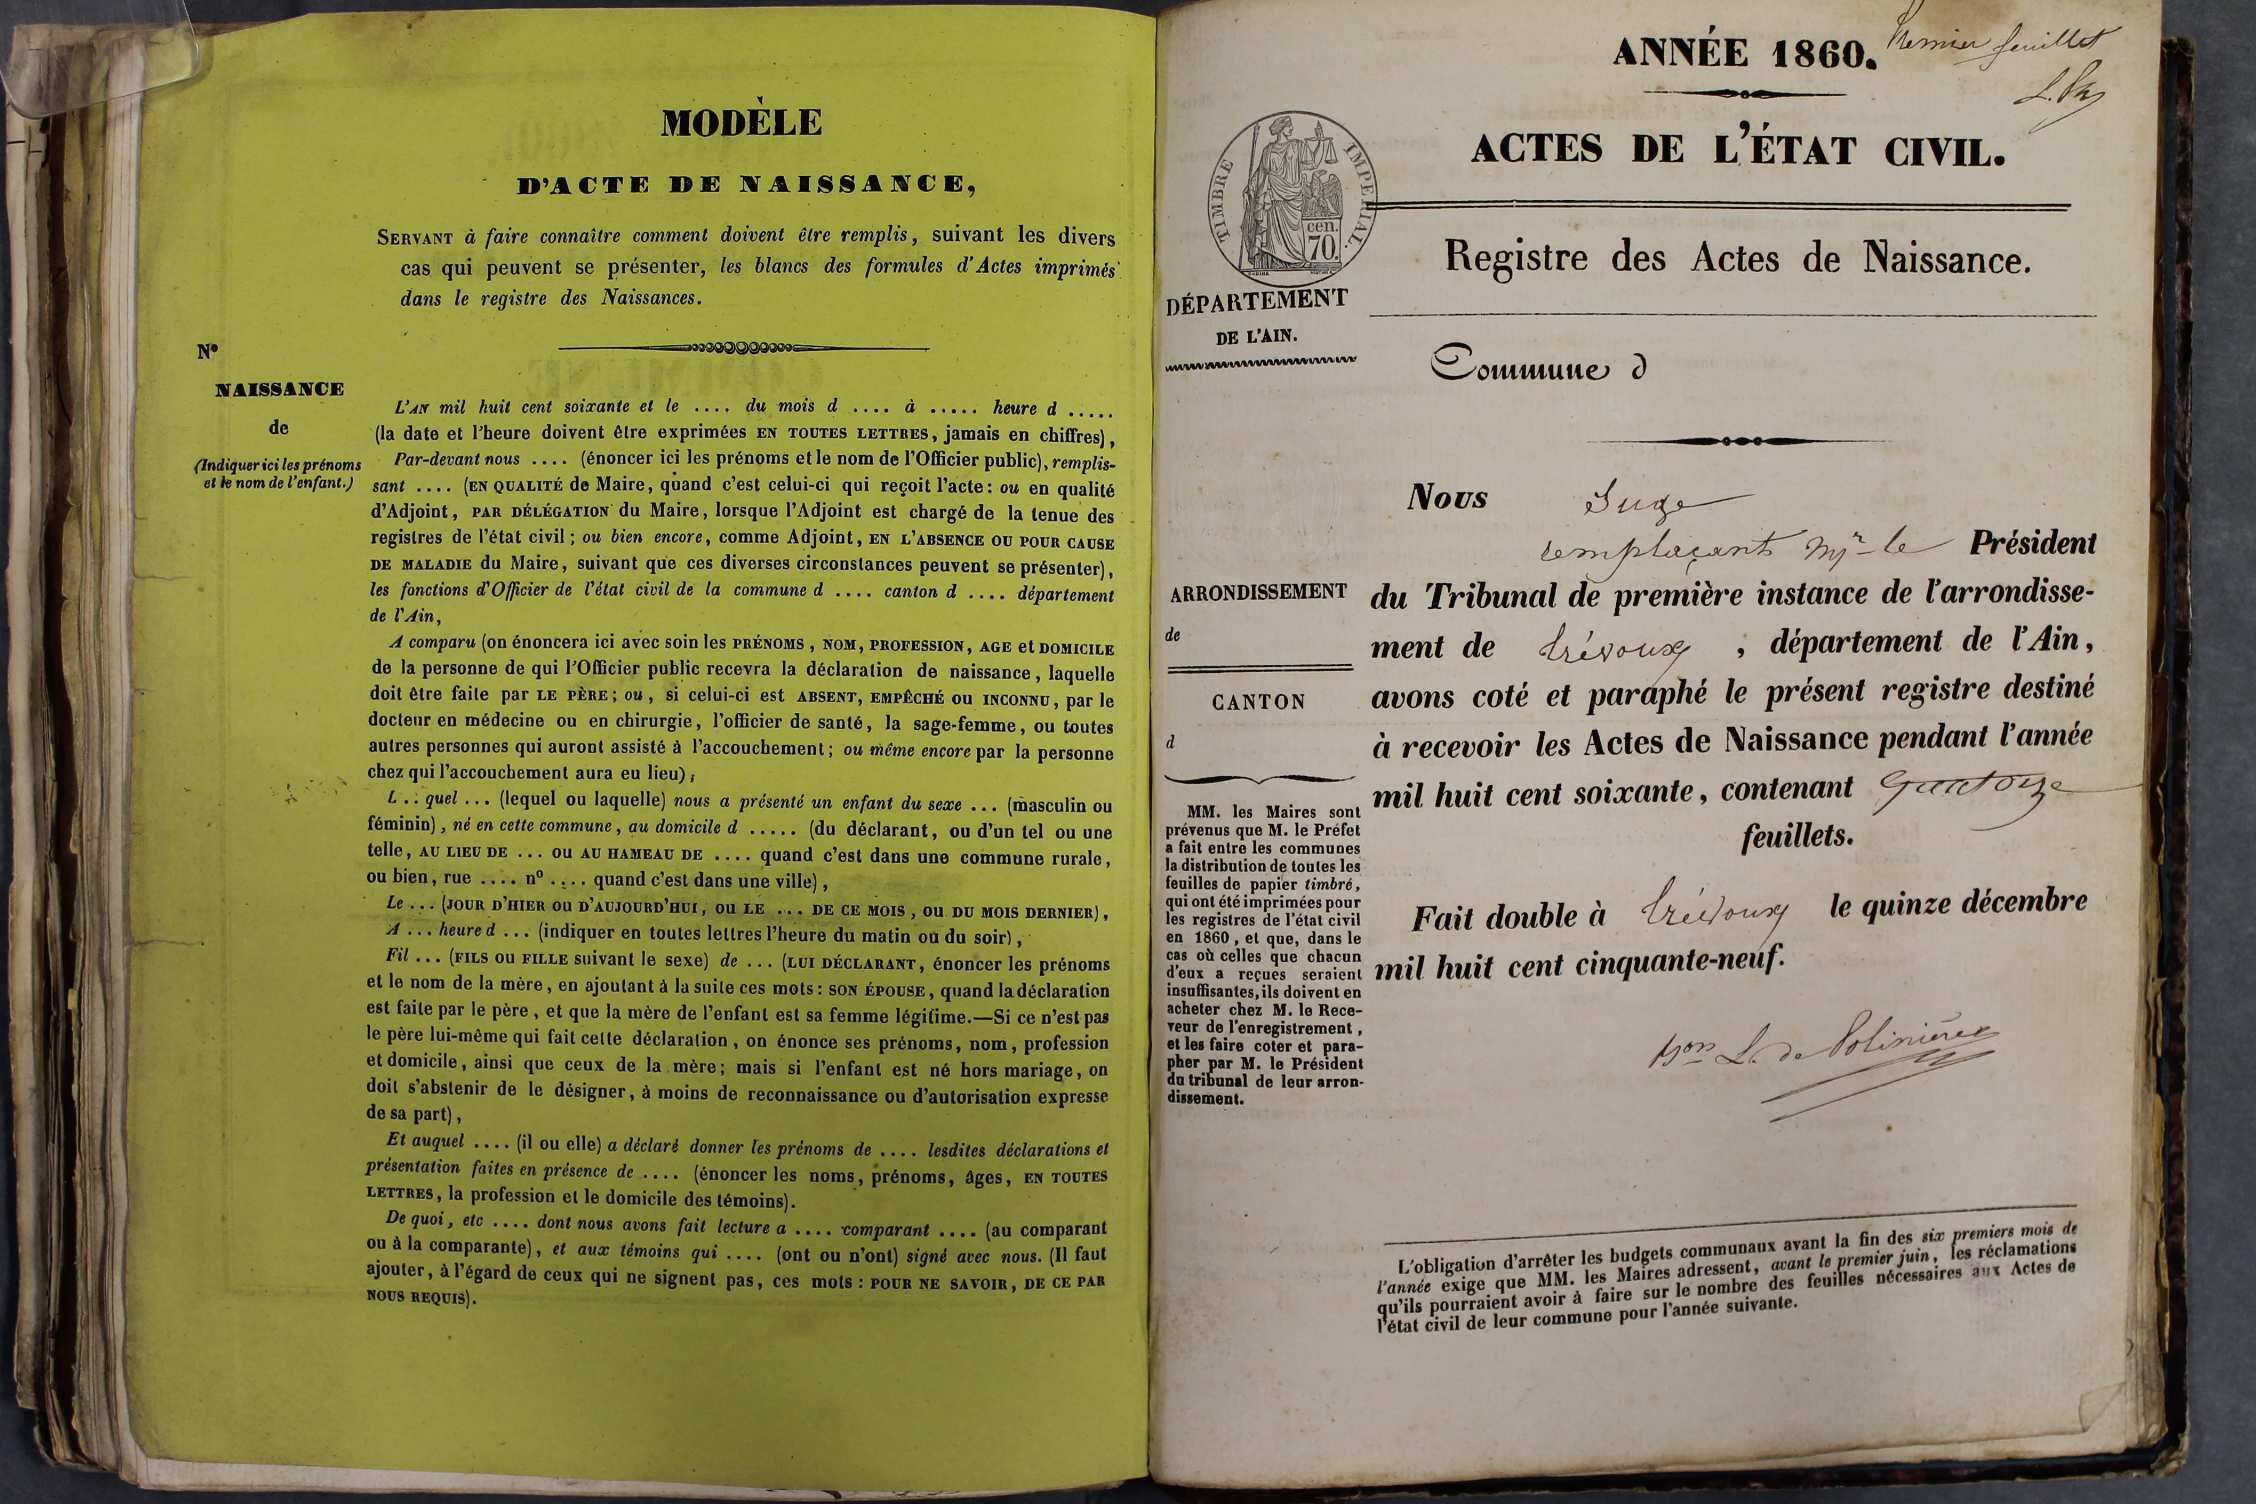 MODÈLE
D'ACTE DE NAISSANCE,
SERVANT à faire connaître comment doivent être remplis, suivant les divers
cas qui peuvent se présenter, les blancs des formules d'Actes imprimés
dans le registre des Naissances.
N°
NAISSANCE
de
(Indiquer ici les prénoms
et le nom de l'enfant.)
L'AN mil huit cent soixante et le .... du mois d .... à ..... heure d .....
(la date et l'heure doivent être exprimées EN TOUTES LETTRES, jamais en chiffres),
Par-devant nous .... (énoncer ici les prénoms et le nom de l'Officier public), remplis-
sant .... (EN QUALITÉ de Maire, quand c'est celui-ci qui reçoit l'acte: ou en qualité
d'Adjoint, PAR DÉLÉGATION du Maire, lorsque l'Adjoint est chargé de la tenue des
registres de l'état civil; ou bien encore, comme Adjoint, EN L'ABSENCE OU POUR CAUSE
DE MALADIE du Maire, suivant que ces diverses circonstances peuvent se présenter),
les fonctions d'Officier de l'état civil de la commune d .... canton d .... département
de l'Ain,
A comparu (on énoncera ici avec soin les PRÉNOMS, NOM, PROFESSION, AGE et DOMICILE
de la personne de qui l'Officier public recevra la déclaration de naissance, laquelle
doit être faite par LE PÈRE; ou, si celui-ci est ABSENT, EMPÊCHÉ OU INCONNU, par le
docteur en médecine ou en chirurgie, l'officier de santé, la sage-femme, ou toutes
autres personnes qui auront assisté à l'accouchement; ou même encore par la personne
chez qui l'accouchement aura eu lieu);
L .. quel ... (lequel ou laquelle) nous a présenté un enfant du sexe ... (masculin ou
féminin), né en cette commune, au domicile d ..... (du déclarant, ou d'un tel ou une
telle, AU LIEU DE ... OU AU HAMEAU DE .... quand c'est dans une commune rurale,
ou bien, rue .... n° .... quand c'est dans une ville),
Le ... (JOUR D'HIER OU D'AUJOURD'HUI, OU LE ... DE CE MOIS, OU DU MOIS DERNIER),
A ... heure d ... (indiquer en toutes lettres l'heure du matin ou du soir),
Fil ... (FILS OU FILLE suivant le sexe) de ... (LUI DÉCLARANT, énoncer les prénoms
et le nom de la mère, en ajoutant à la suite ces mots: SON ÉPOUSE, quand la déclaration
est faite par le père, et que la mère de l'enfant est sa femme légitime.—Si ce n'est pas
le père lui-même qui fait cette déclaration, on énonce ses prénoms, nom, profession
et domicile, ainsi que ceux de la mère; mais si l'enfant est né hors mariage, on
doit s'abstenir de le désigner, à moins de reconnaissance ou d'autorisation expresse
de sa part),
Et auquel .... (il ou elle) a déclaré donner les prénoms de .... lesdites déclarations et
présentation faites en présence de .... (énoncer les noms, prénoms, âges, EN TOUTES
LETTRES, la profession et le domicile des témoins).
De quoi, etc .... dont nous avons fait lecture a .... comparant .... (au comparant
ou à la comparante), et aux témoins qui .... (ont ou n'ont) signé avec nous. (Il faut
ajouter, à l'égard de ceux qui ne signent pas, ces mots: POUR NE SAVOIR, DE CE PAR
NOUS REQUIS).
ANNÉE 1860.
Premier feuillet
ACTES DE L'ÉTAT CIVIL.
TIMBRE IMPÉRIAL.
cen.
70.
Registre des Actes de Naissance.
DÉPARTEMENT
DE L'AIN.
Commune d
Nous Juge
remplaçant Mr le Président
du Tribunal de première instance de l'arrondisse-
ment de trévoux, département de l'Ain,
avons coté et paraphé le présent registre destiné
à recevoir les Actes de Naissance pendant l'année
mil huit cent soixante, contenant quatorze
feuillets.
Fait double à trévoux le quinze décembre
mil huit cent cinquante-neuf.
Bon L. de Polinière
ARRONDISSEMENT
de
CANTON
d
MM. les Maires sont
prévenus que M. le Préfet
a fait entre les communes
la distribution de toutes les
feuilles de papier timbré,
qui ont été imprimées pour
les registres de l'état civil
en 1860, et que, dans le
cas où celles que chacun
d'eux a reçues seraient
insuffisantes, ils doivent en
acheter chez M. le Rece-
veur de l'enregistrement,
et les faire coter et para-
pher par M. le Président
du tribunal de leur arron-
dissement.
L'obligation d'arrêter les budgets communaux avant la fin des six premiers mois de
l'année exige que MM. les Maires adressent, avant le premier juin, les réclamations
qu'ils pourraient avoir à faire sur le nombre des feuilles nécessaires aux Actes de
l'état civil de leur commune pour l'année suivante.